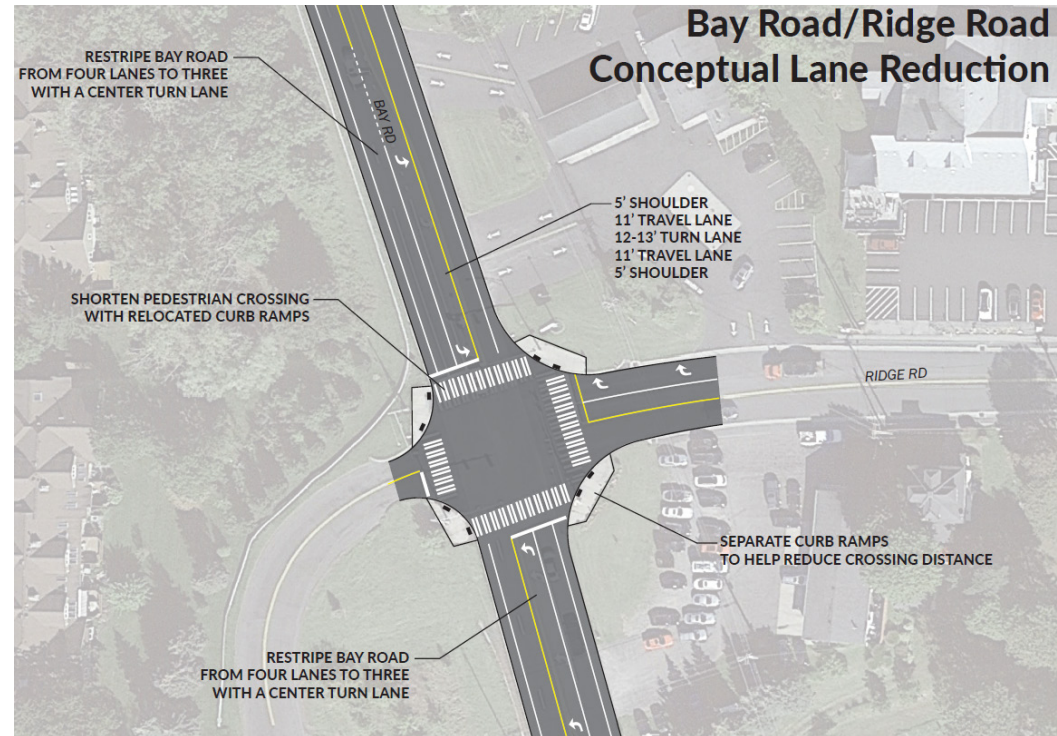 Bay Road/Ridge Road
Conceptual Lane Reduction
RESTRIPE BAY ROAD
FROM FOUR LANES TO THREE
WITH A CENTER TURN LANE
BAY RD
5’ SHOULDER
11’ TRAVEL LANE
12-13’ TURN LANE
11’ TRAVEL LANE
5’ SHOULDER
SHORTEN PEDESTRIAN CROSSING
WITH RELOCATED CURB RAMPS
RIDGE RD
SEPARATE CURB RAMPS
TO HELP REDUCE CROSSING DISTANCE
RESTRIPE BAY ROAD
FROM FOUR LANES TO THREE
WITH A CENTER TURN LANE